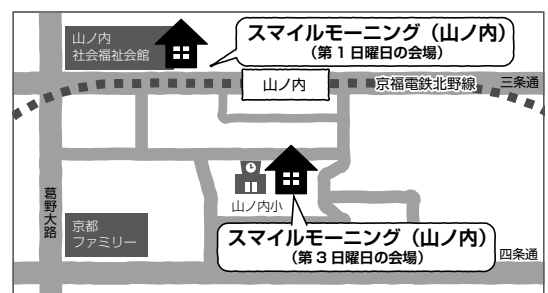 山ノ内
社会福祉会館
スマイルモーニング（山ノ内）
（第1日曜日の会場）
山ノ内
京福電鉄北野線
三条通
葛野大路
山ノ内小
京都
ファミリー
スマイルモーニング（山ノ内）
（第3日曜日の会場）
四条通